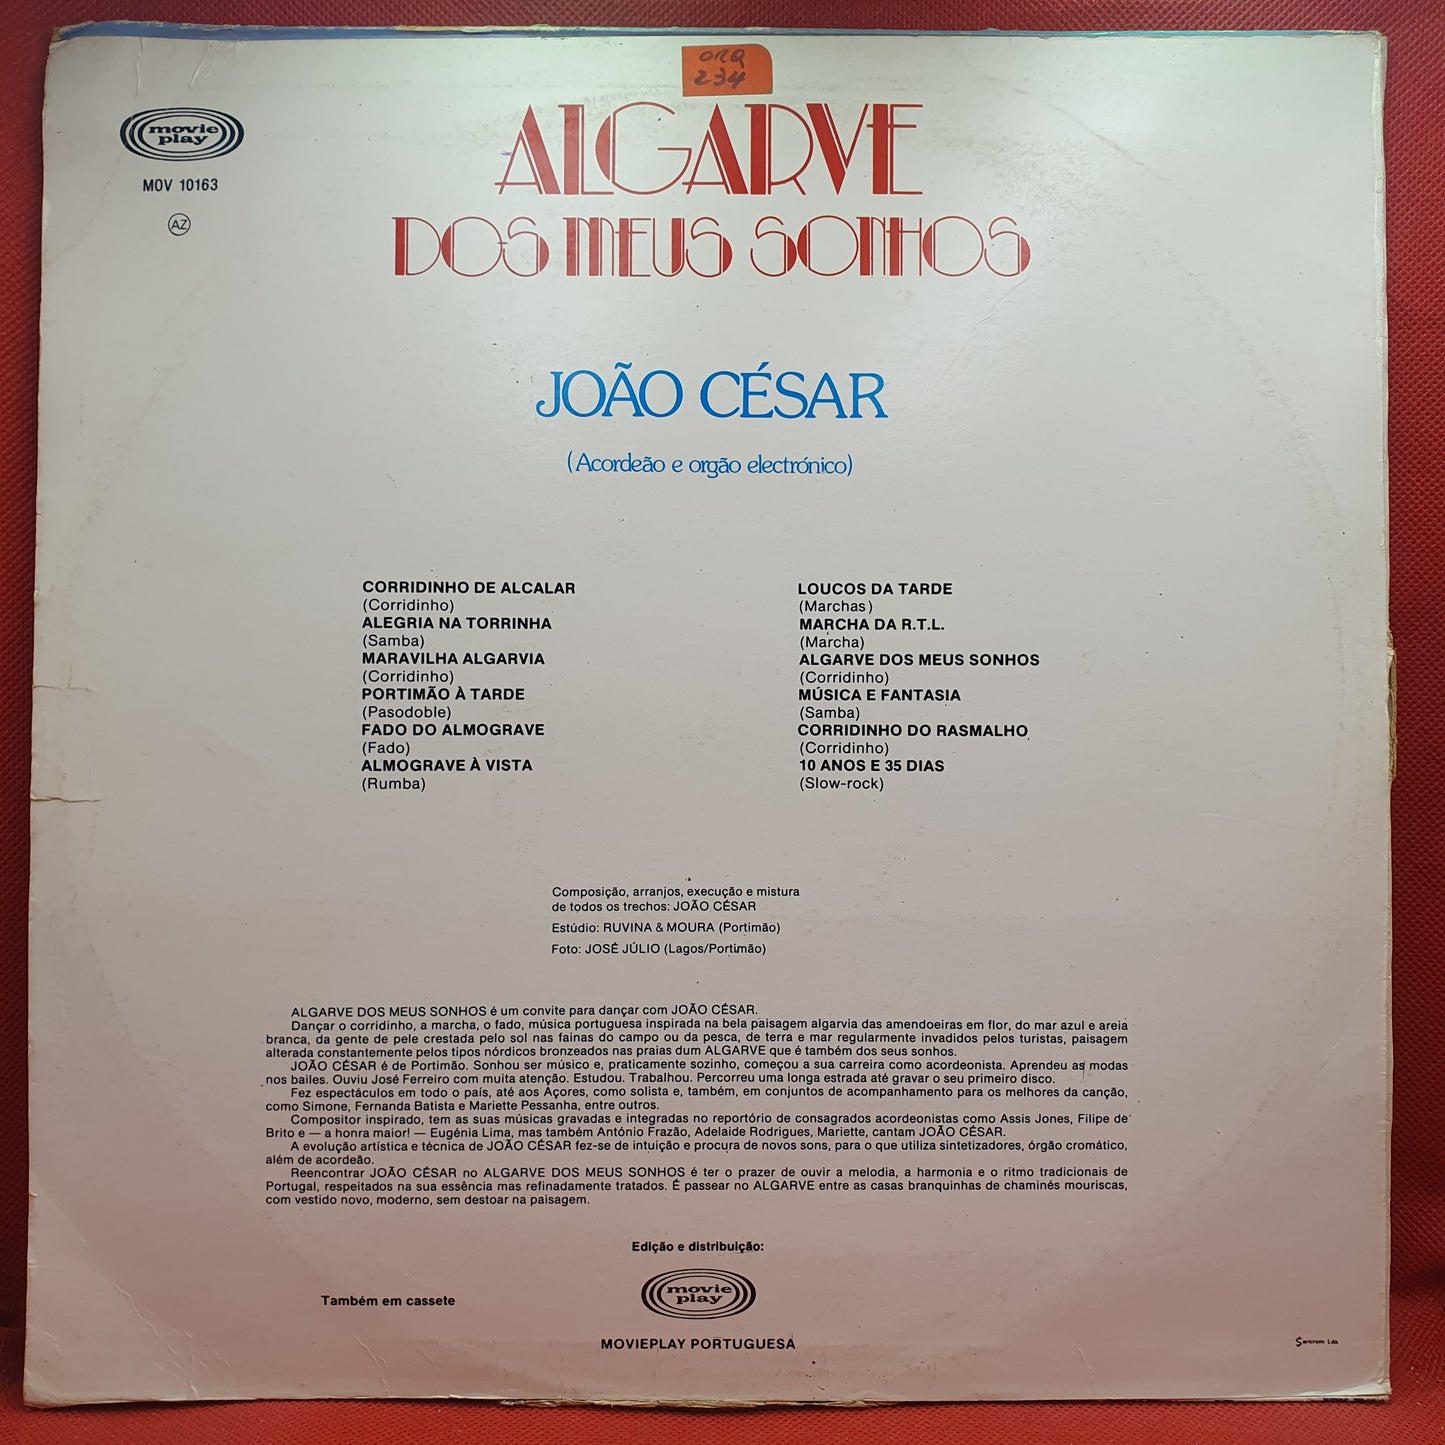 ORQ
234
movie
play
MOV 10163
AZ
ALGARVE
DOS MEUS SONHOS
JOÃO CÉSAR
(Acordeão e orgão electrónico)
CORRIDINHO DE ALCALAR
(Corridinho)
ALEGRIA NA TORRINHA
(Samba)
MARAVILHA ALGARVIA
(Corridinho)
PORTIMÃO À TARDE
(Pasodoble)
FADO DO ALMOGRAVE
(Fado)
ALMOGRAVE À VISTA
(Rumba)
LOUCOS DA TARDE
(Marchas)
MARCHA DA R.T.L.
(Marcha)
ALGARVE DOS MEUS SONHOS
(Corridinho)
MÚSICA E FANTASIA
(Samba)
CORRIDINHO DO RASMALHO
(Corridinho)
10 ANOS E 35 DIAS
(Slow-rock)
Composição, arranjos, execução e mistura
de todos os trechos: JOÃO CÉSAR
Estúdio: RUVINA & MOURA (Portimão)
Foto: JOSÉ JÚLIO (Lagos/Portimão)
ALGARVE DOS MEUS SONHOS é um convite para dançar com JOÃO CÉSAR.
Dançar o corridinho, a marcha, o fado, música portuguesa inspirada na bela paisagem algarvia das amendoeiras em flor, do mar azul e areia
branca, da gente de pele crestada pelo sol nas fainas do campo ou da pesca, de terra e mar regularmente invadidos pelos turistas, paisagem
alterada constantemente pelos tipos nórdicos bronzeados nas praias dum ALGARVE que é também dos seus sonhos.
JOÃO CÉSAR é de Portimão. Sonhou ser músico e, praticamente sozinho, começou a sua carreira como acordeonista. Aprendeu as modas
nos bailes. Ouviu José Ferreiro com muita atenção. Estudou. Trabalhou. Percorreu uma longa estrada até gravar o seu primeiro disco.
Fez espectáculos em todo o país, até aos Açores, como solista e, também, em conjuntos de acompanhamento para os melhores da canção,
como Simone, Fernanda Batista e Mariette Pessanha, entre outros.
Compositor inspirado, tem as suas músicas gravadas e integradas no reportório de consagrados acordeonistas como Assis Jones, Filipe de
Brito e — a honra maior! — Eugénia Lima, mas também António Frazão, Adelaide Rodrigues, Mariette, cantam JOÃO CÉSAR.
A evolução artística e técnica de JOÃO CÉSAR fez-se de intuição e procura de novos sons, para o que utiliza sintetizadores, órgão cromático,
além de acordeão.
Reencontrar JOÃO CÉSAR no ALGARVE DOS MEUS SONHOS é ter o prazer de ouvir a melodia, a harmonia e o ritmo tradicionais de
Portugal, respeitados na sua essência mas refinadamente tratados. É passear no ALGARVE entre as casas branquinhas de chaminés mouriscas,
com vestido novo, moderno, sem destoar na paisagem.
Edição e distribuição:
movie
play
Também em cassete
MOVIEPLAY PORTUGUESA
Soricrom Lda